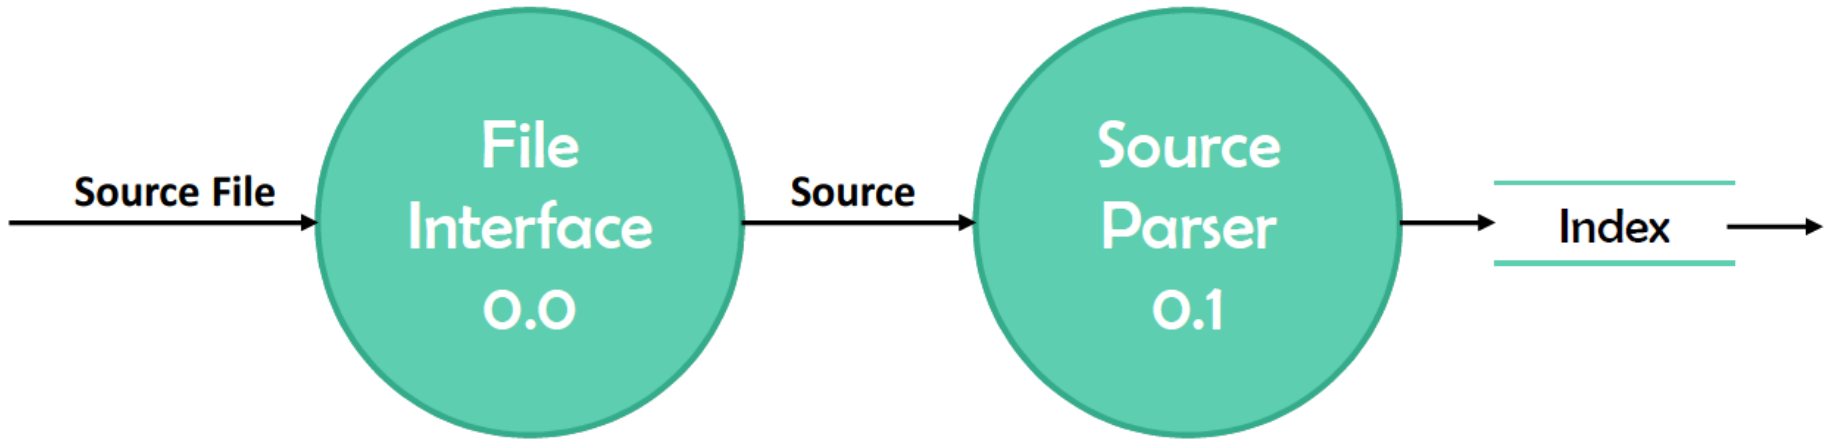 Source File
File
Interface
0.0
Source
Source
Parser
0.1
Index